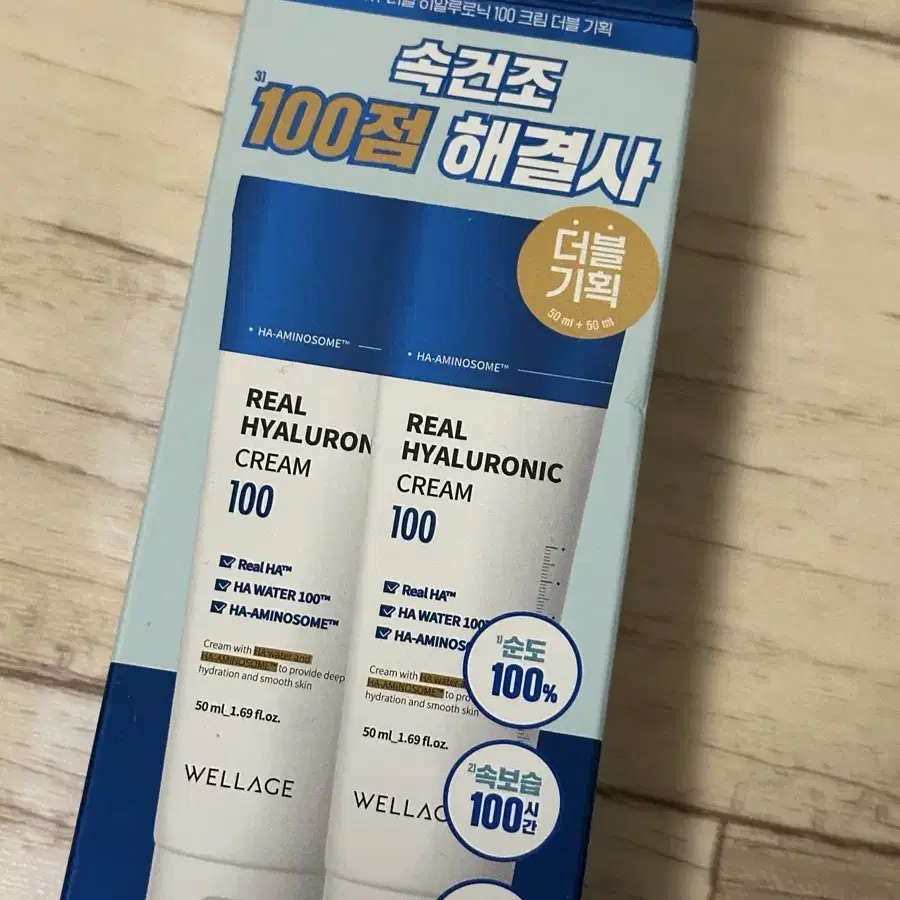 히알루로닉 100 크림 더블 기획
속건조
3)
100점 해결사
더블
기획
50 ml + 50 ml
HA-AMINOSOME™
REAL
HYALURON
CREAM
100
Real HA™
HA WATER 100™
HA-AMINOSOME™
Cream with HA water and
HA-AMINOSOME™ to provide deep
hydration and smooth skin
50 ml_1.69 fl.oz.
WELLAGE
HA-AMINOSOME™
REAL
HYALURONIC
CREAM
100
Real HA™
HA WATER 100
HA-AMINOS
Cream with HA water
HA-AMINOSOME™ to pro
hydration and smooth skin
50 ml_1.69 fl.oz.
WELLAG
1) 순도
100%
2) 속보습
100시간